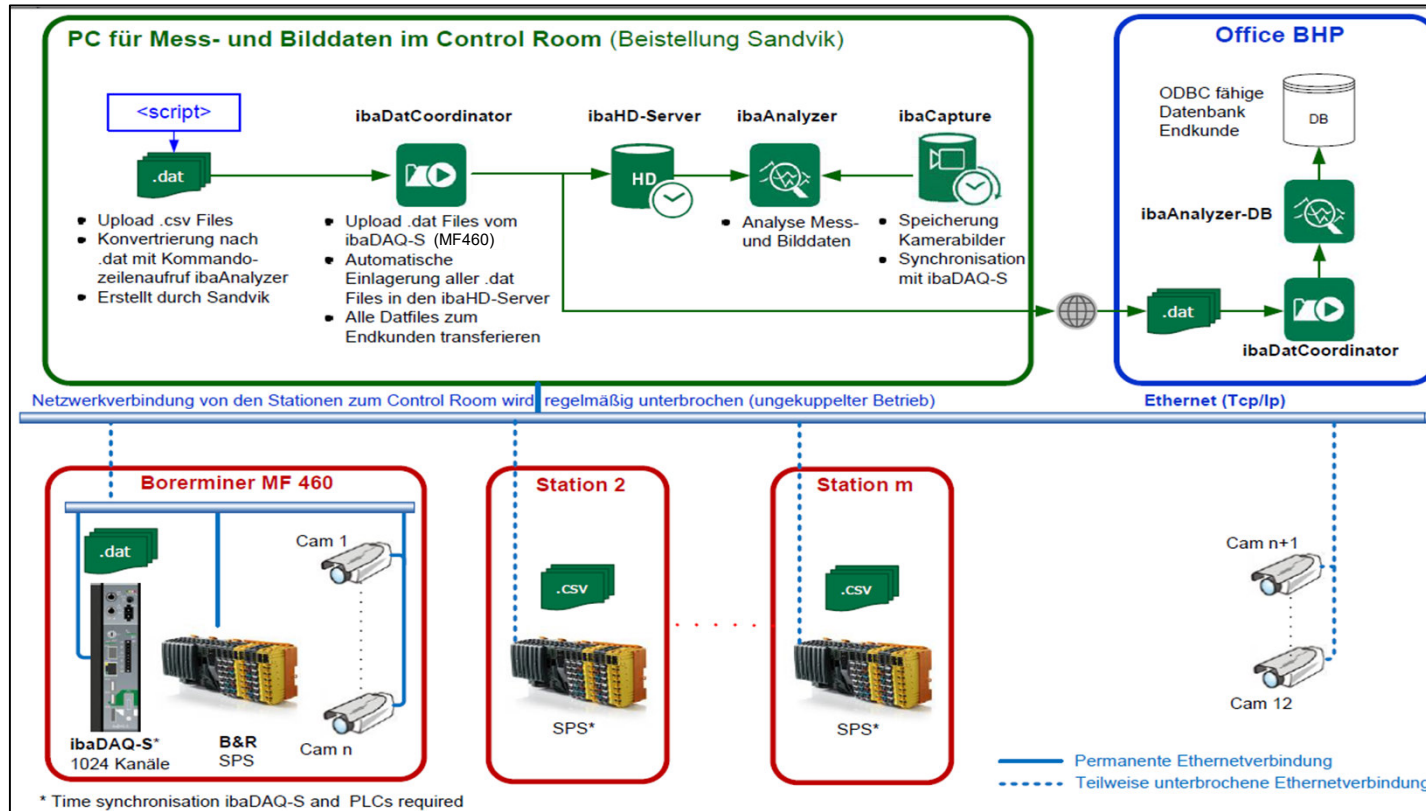 PC für Mess- und Bilddaten im Control Room (Beistellung Sandvik)
<script>
.dat
• Upload .csv Files
• Konvertrierung nach
.dat mit Kommando-
zeilenaufruf ibaAnalyzer
• Erstellt durch Sandvik
ibaDatCoordinator
• Upload .dat Files vom
ibaDAQ-S (MF460)
• Automatische
Einlagerung aller .dat
Files in den ibaHD-Server
• Alle Datfiles zum
Endkunden transferieren
ibaHD-Server
HD
ibaAnalyzer
• Analyse Mess-
und Bilddaten
ibaCapture
• Speicherung
Kamerabilder
• Synchronisation
mit ibaDAQ-S
Office BHP
ODBC fähige
Datenbank
Endkunde
DB
ibaAnalyzer-DB
.dat
ibaDatCoordinator
Netzwerkverbindung von den Stationen zum Control Room wird regelmäßig unterbrochen (ungekuppelter Betrieb)
Ethernet (Tcp/Ip)
Borerminer MF 460
.dat
Cam 1
Cam n
ibaDAQ-S*
1024 Kanäle
B&R
SPS
Station 2
.csv
SPS*
Station m
.csv
SPS*
Cam n+1
Cam 12
Permanente Ethernetverbindung
Teilweise unterbrochene Ethernetverbindung
* Time synchronisation ibaDAQ-S and PLCs required